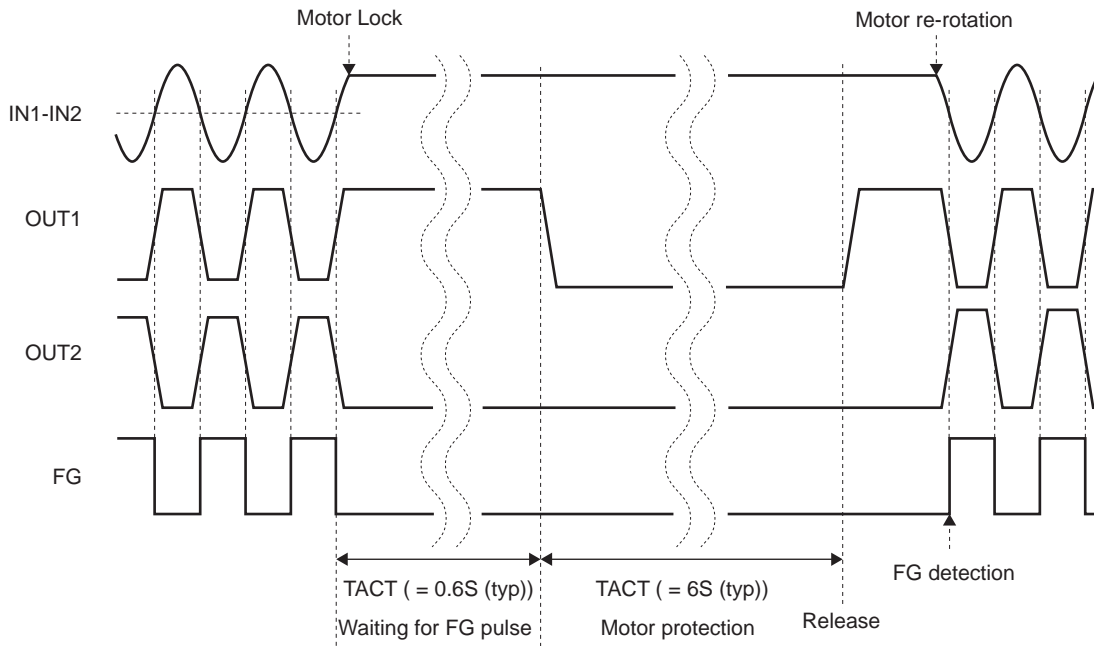 Motor Lock
Motor re-rotation
IN1-IN2
OUT1
OUT2
FG
FG detection
TACT ( = 0.6S (typ))
TACT ( = 6S (typ))
Release
Waiting for FG pulse
Motor protection